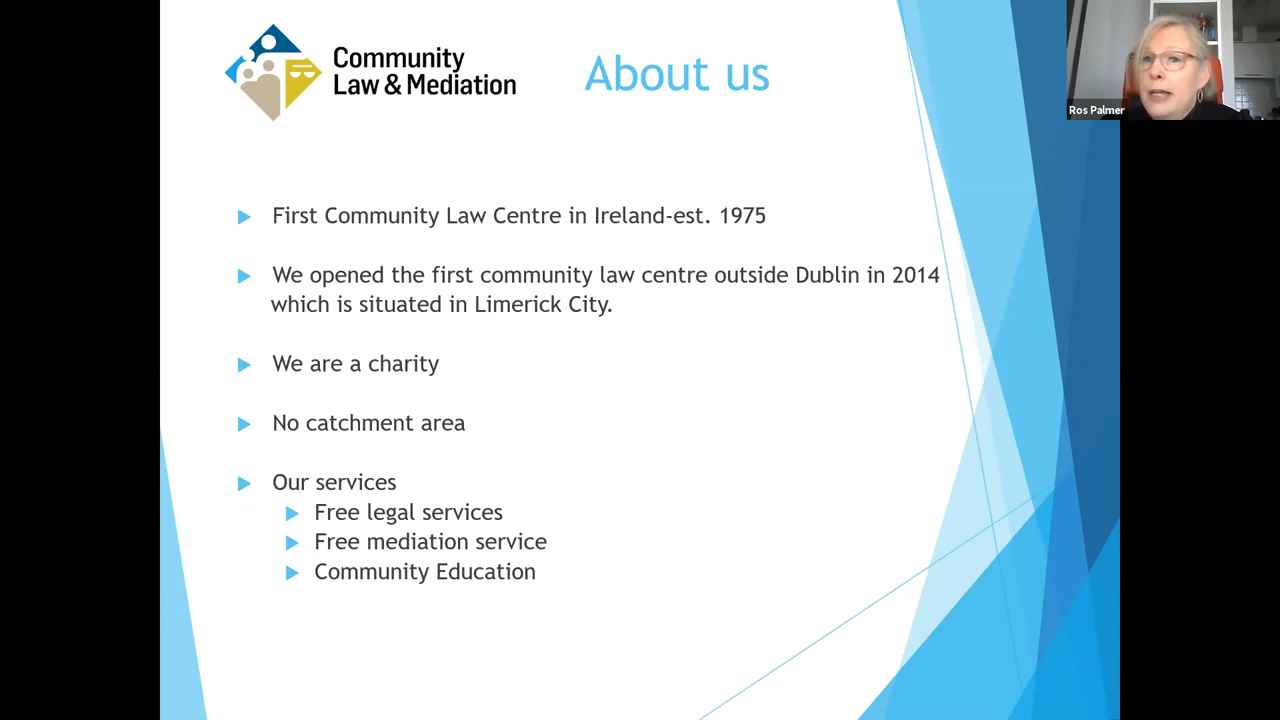 Community
Law & Mediation
About us
Ros Palmer
First Community Law Centre in Ireland-est. 1975
We opened the first community law centre outside Dublin in 2014
which is situated in Limerick City.
We are a charity
No catchment area
Our services
Free legal services
Free mediation service
Community Education